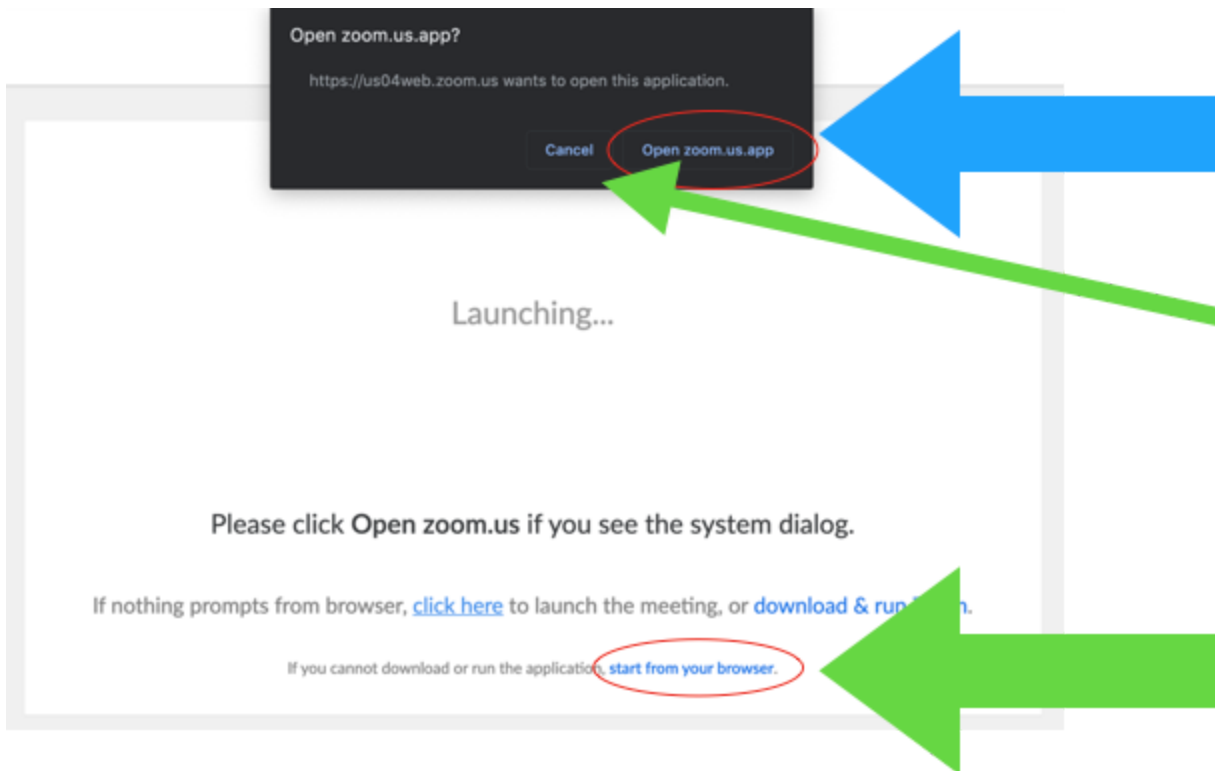 Open zoom.us.app?
https://us04web.zoom.us wants to open this application.
Cancel Open zoom.us.app
Launching...
Please click Open zoom.us if you see the system dialog.
If nothing prompts from browser, click here to launch the meeting, or download & run
If you cannot download or run the application, start from your browser.